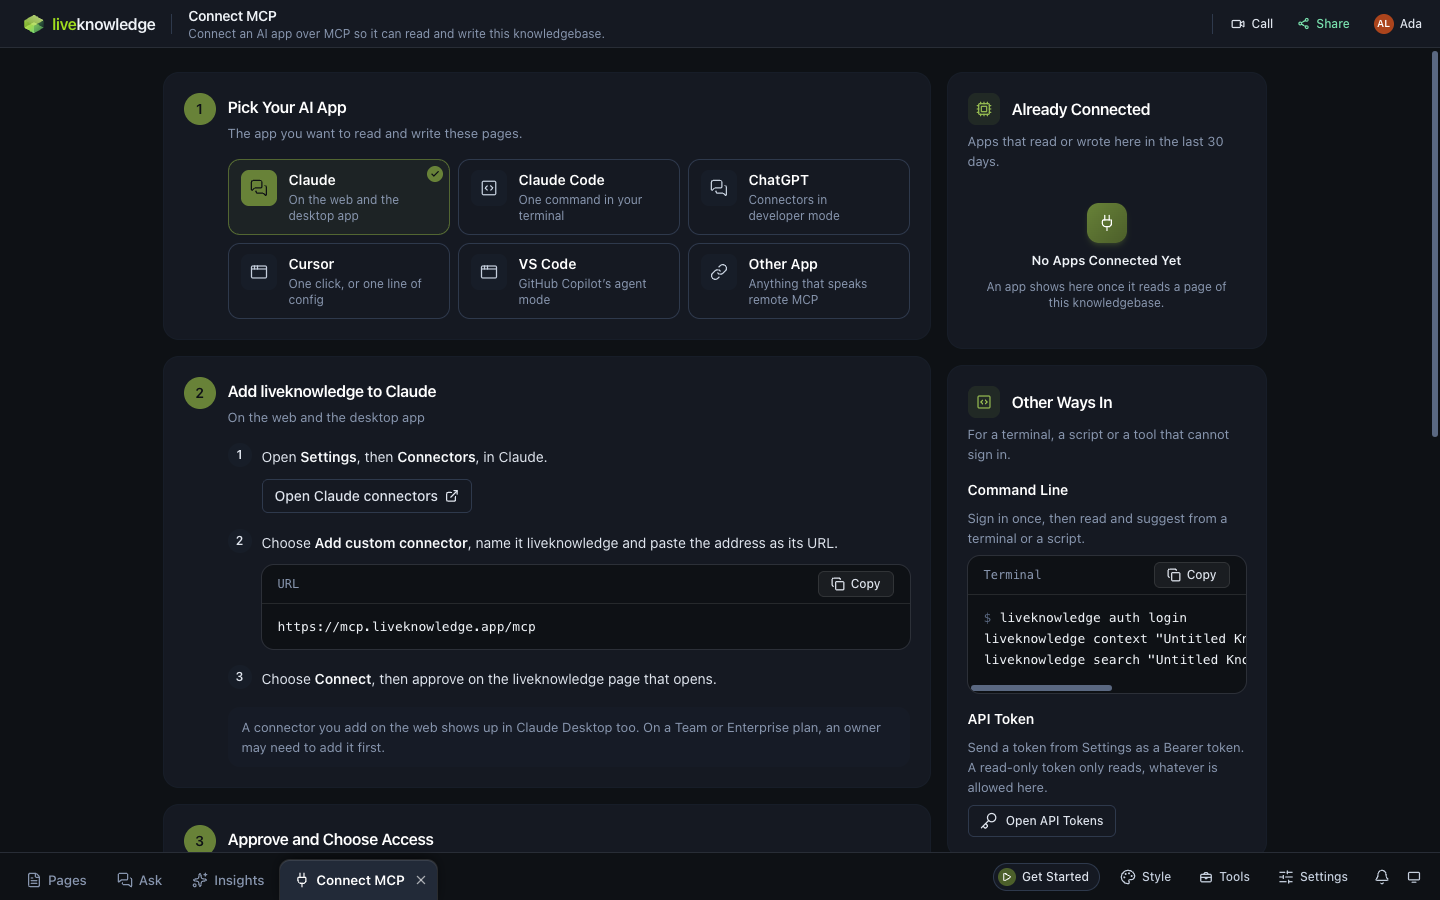 liveknowledge
Connect MCP
Connect an AI app over MCP so it can read and write this knowledgebase.
Call
Share
AL
Ada
1
Pick Your AI App
The app you want to read and write these pages.
Claude
On the web and the
desktop app
Claude Code
One command in your
terminal
ChatGPT
Connectors in
developer mode
Cursor
One click, or one line of
config
VS Code
GitHub Copilot's agent
mode
Other App
Anything that speaks
remote MCP
2
Add liveknowledge to Claude
On the web and the desktop app
1
Open Settings, then Connectors, in Claude.
Open Claude connectors
2
Choose Add custom connector, name it liveknowledge and paste the address as its URL.
URL
Copy
https://mcp.liveknowledge.app/mcp
3
Choose Connect, then approve on the liveknowledge page that opens.
A connector you add on the web shows up in Claude Desktop too. On a Team or Enterprise plan, an owner
may need to add it first.
3
Approve and Choose Access
Already Connected
Apps that read or wrote here in the last 30
days.
No Apps Connected Yet
An app shows here once it reads a page of
this knowledgebase.
Other Ways In
For a terminal, a script or a tool that cannot
sign in.
Command Line
Sign in once, then read and suggest from a
terminal or a script.
Terminal
Copy
$ liveknowledge auth login
liveknowledge context "Untitled Kn
liveknowledge search "Untitled Kno
API Token
Send a token from Settings as a Bearer token.
A read-only token only reads, whatever is
allowed here.
Open API Tokens
Pages
Ask
Insights
Connect MCP
Get Started
Style
Tools
Settings